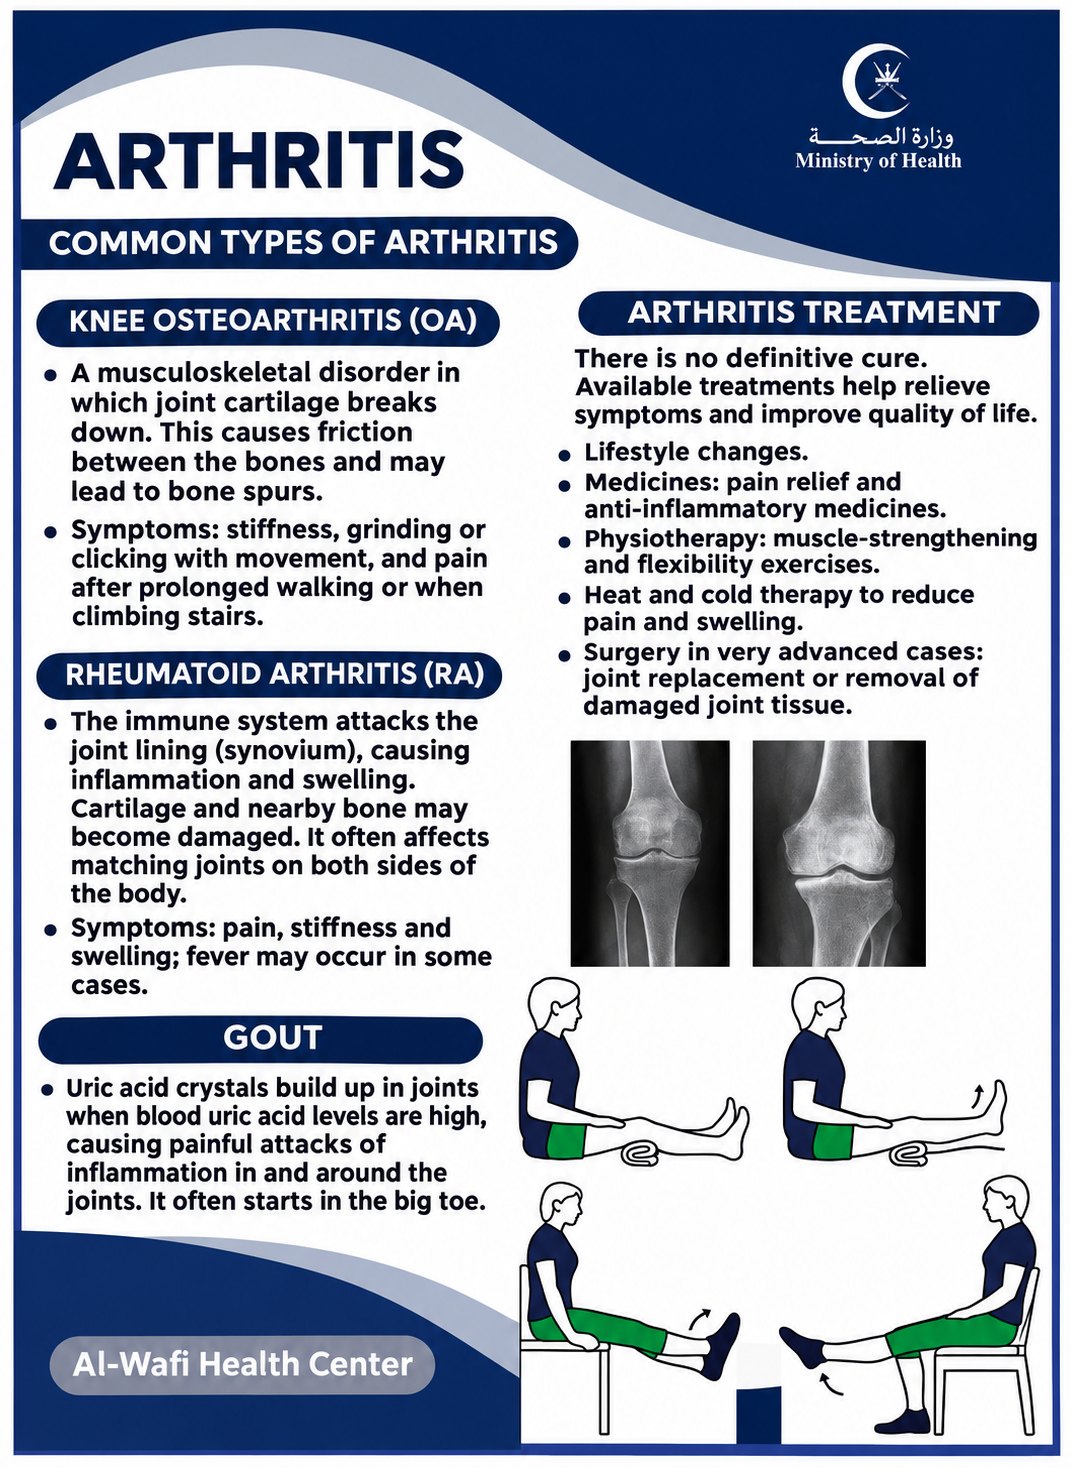 وزارة الصحـــة
Ministry of Health
ARTHRITIS
COMMON TYPES OF ARTHRITIS
KNEE OSTEOARTHRITIS (OA)
• A musculoskeletal disorder in
which joint cartilage breaks
down. This causes friction
between the bones and may
lead to bone spurs.
• Symptoms: stiffness, grinding or
clicking with movement, and pain
after prolonged walking or when
climbing stairs.
RHEUMATOID ARTHRITIS (RA)
• The immune system attacks the
joint lining (synovium), causing
inflammation and swelling.
Cartilage and nearby bone may
become damaged. It often affects
matching joints on both sides of
the body.
• Symptoms: pain, stiffness and
swelling; fever may occur in some
cases.
GOUT
• Uric acid crystals build up in joints
when blood uric acid levels are high,
causing painful attacks of
inflammation in and around the
joints. It often starts in the big toe.
Al-Wafi Health Center
ARTHRITIS TREATMENT
There is no definitive cure.
Available treatments help relieve
symptoms and improve quality of life.
• Lifestyle changes.
• Medicines: pain relief and
anti-inflammatory medicines.
• Physiotherapy: muscle-strengthening
and flexibility exercises.
• Heat and cold therapy to reduce
pain and swelling.
• Surgery in very advanced cases:
joint replacement or removal of
damaged joint tissue.